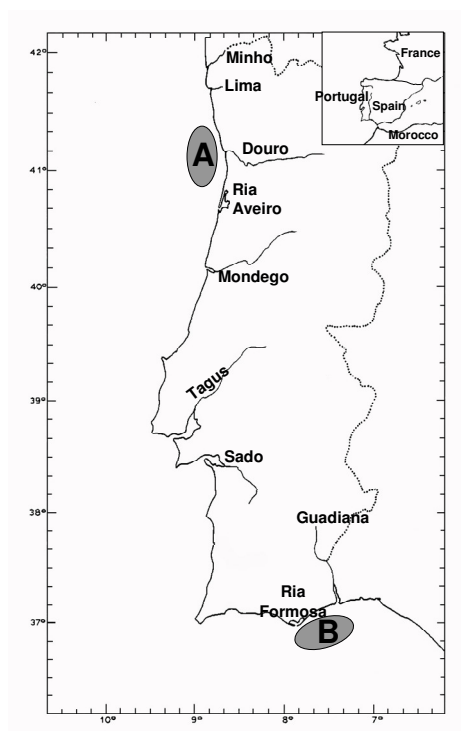 42°
Minho
France
Lima
Portugal
Spain
Morocco
A
Douro
41°
Ria
Aveiro
Mondego
40°
Tagus
39°
Sado
38°
Guadiana
Ria
Formosa
37°
B
10°
9°
8°
7°